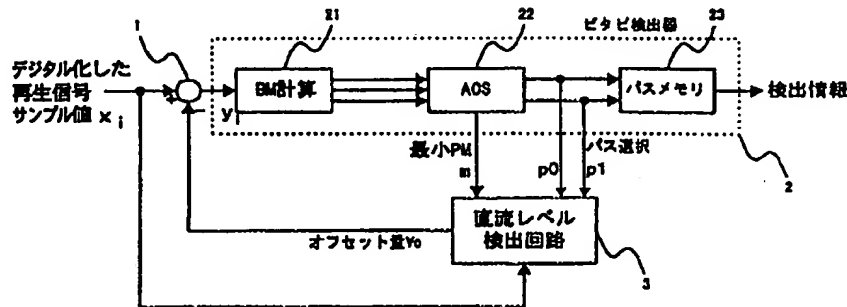 1
21
22
ビタビ検出器
23
デジタル化した
再生信号
サンプル値 x i
+
-
y i
BM計算
ACS
パスメモリ
検出情報
最小PM
m
p0
パス選択
p1
2
オフセット量Yo
直流レベル
検出回路
3